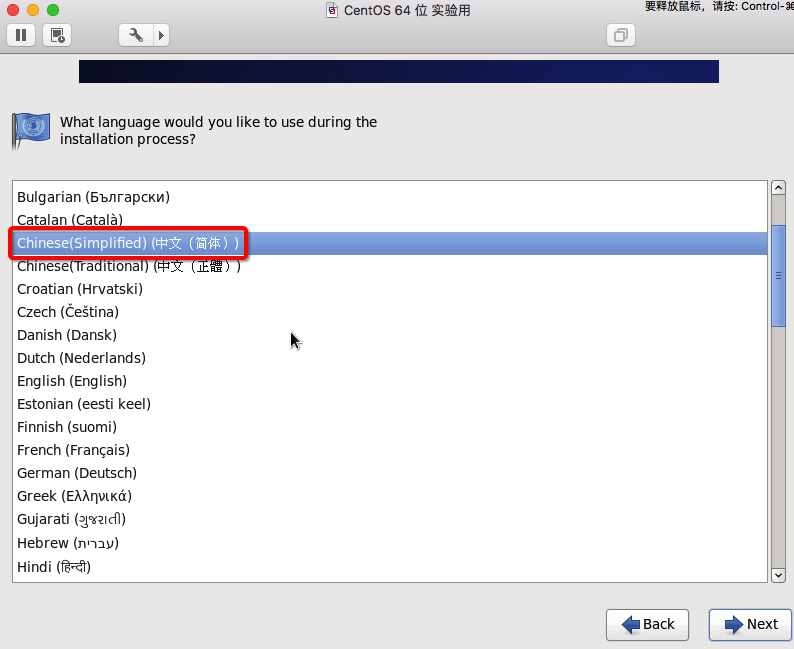 CentOS 64 位 实验用
要释放鼠标，请按: Control-⌘
What language would you like to use during the
installation process?
Bulgarian (Български)
Catalan (Català)
Chinese(Simplified) (中文（简体）)
Chinese(Traditional) (中文（正體）)
Croatian (Hrvatski)
Czech (Čeština)
Danish (Dansk)
Dutch (Nederlands)
English (English)
Estonian (eesti keel)
Finnish (suomi)
French (Français)
German (Deutsch)
Greek (Ελληνικά)
Gujarati (ગુજરાતી)
Hebrew (עברית)
Hindi (हिन्दी)
Back
Next